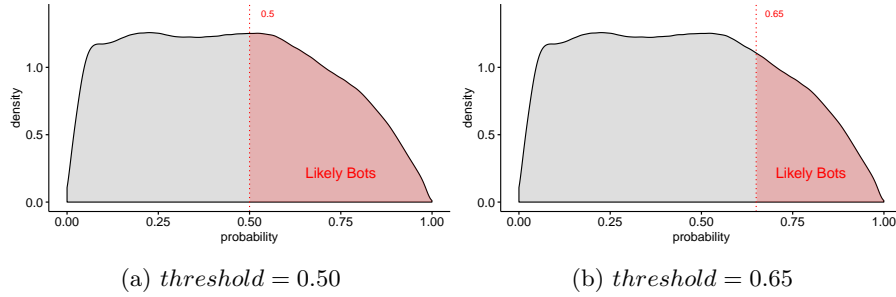 0.5
density
1.0
0.5
0.0
Likely Bots
0.00 0.25 0.50 0.75 1.00
probability
(a) threshold = 0.50
0.65
density
1.0
0.5
0.0
Likely Bots
0.00 0.25 0.50 0.75 1.00
probability
(b) threshold = 0.65